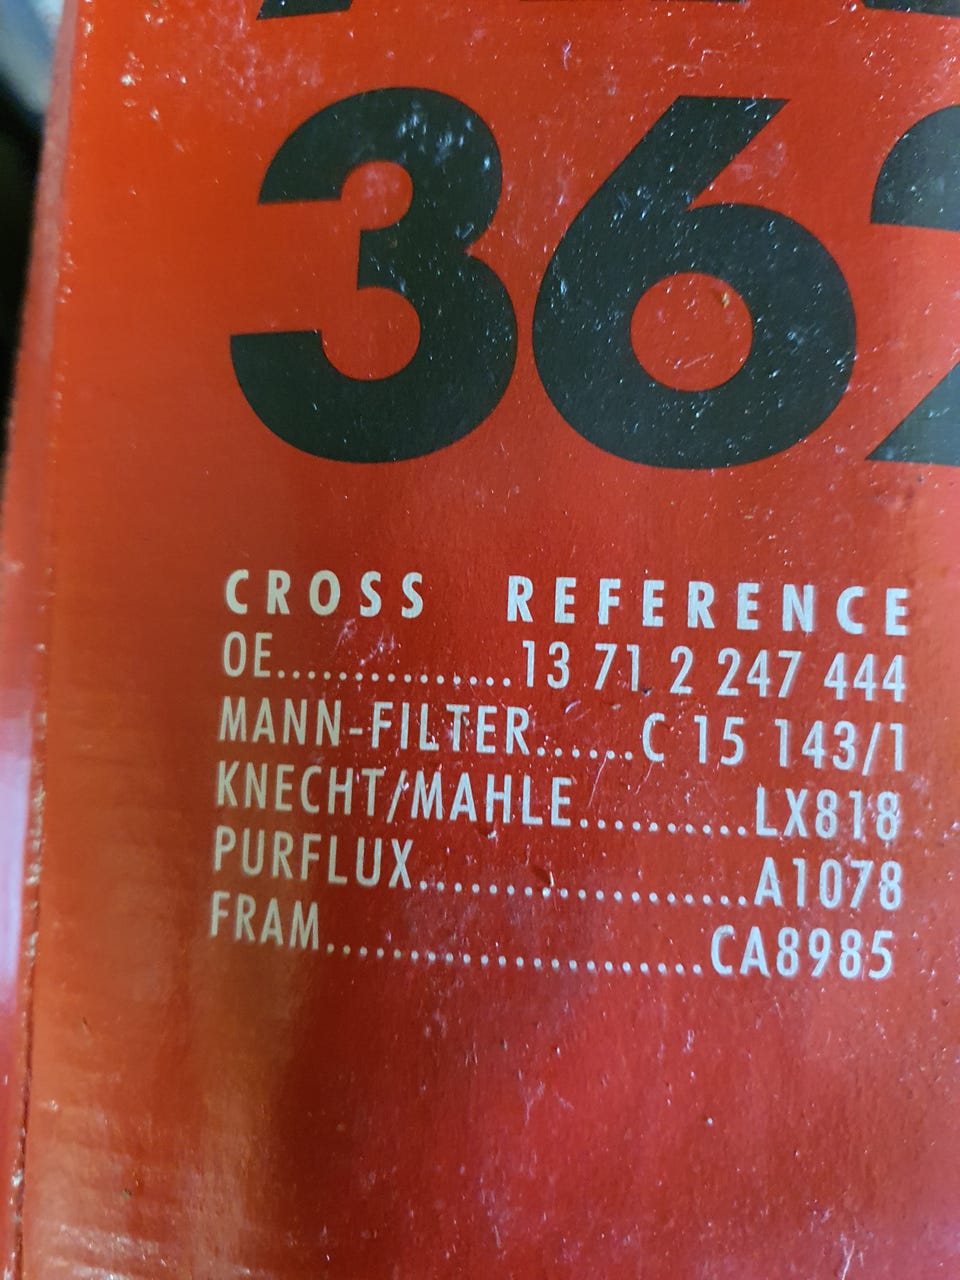 362
CROSS REFERENCE
OE...............13 71 2 247 444
MANN-FILTER......C 15 143/1
KNECHT/MAHLE..........LX818
PURFLUX...................A1078
FRAM......................CA8985